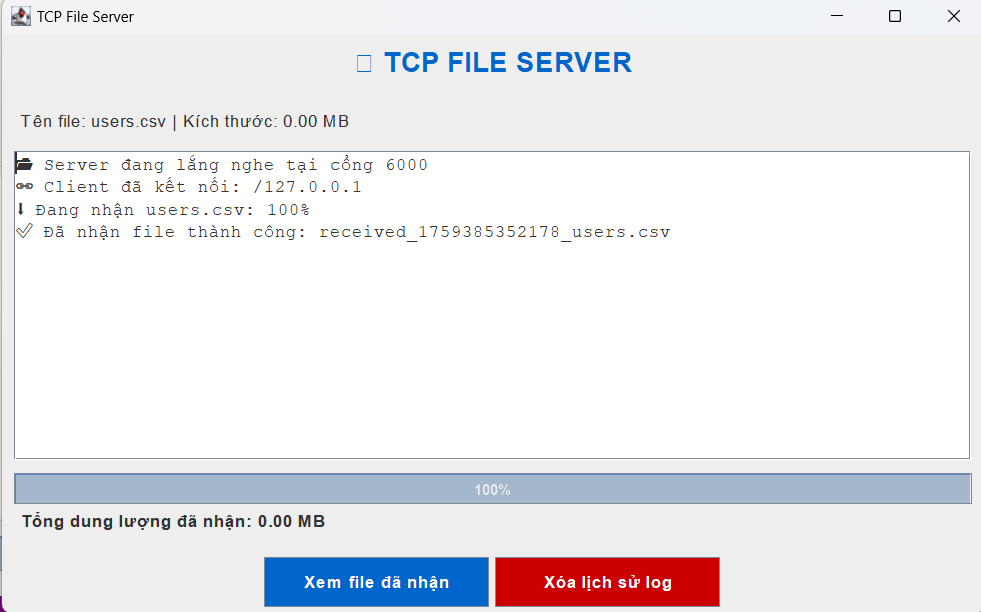 TCP File Server
TCP FILE SERVER
Tên file: users.csv | Kích thước: 0.00 MB
Server đang lắng nghe tại cổng 6000
Client đã kết nối: /127.0.0.1
Đang nhận users.csv: 100%
Đã nhận file thành công: received_1759385352178_users.csv
100%
Tổng dung lượng đã nhận: 0.00 MB
Xem file đã nhận
Xóa lịch sử log